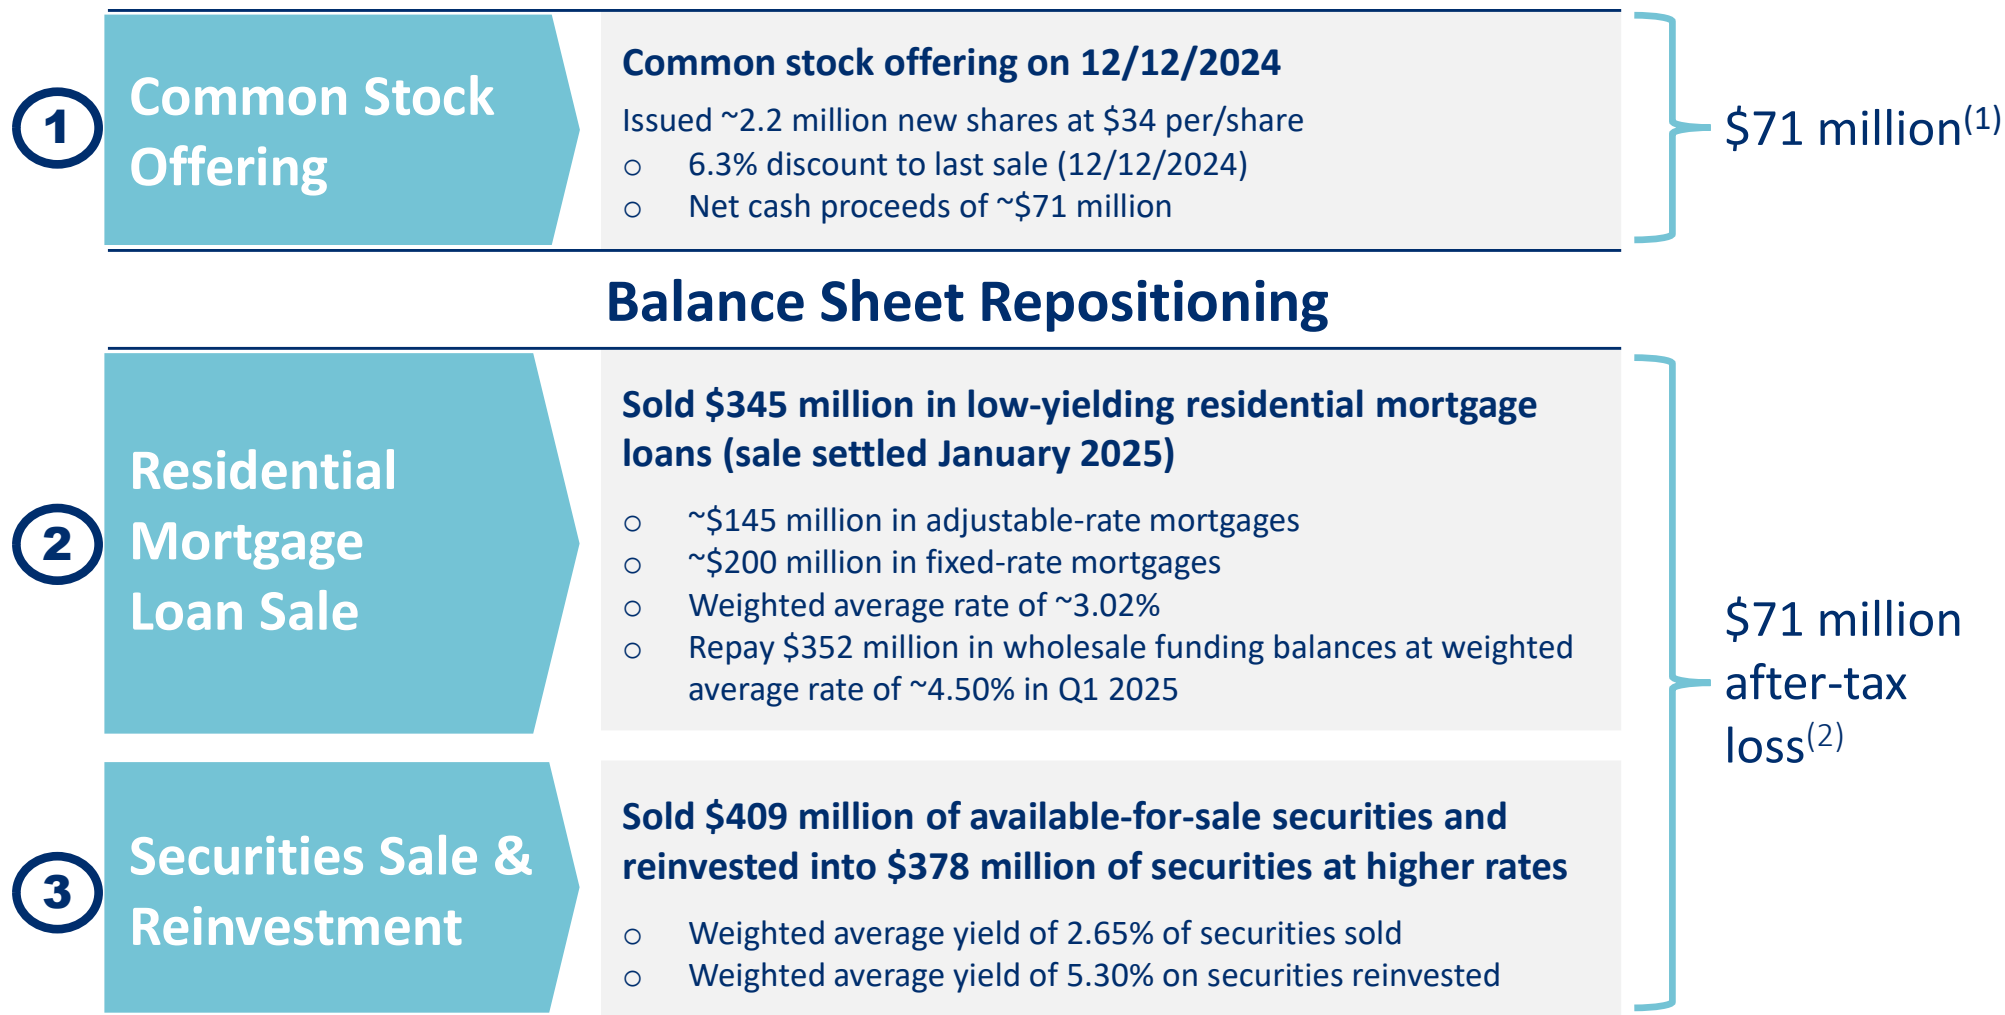 1
Common Stock
Offering
Common stock offering on 12/12/2024
Issued ~2.2 million new shares at $34 per/share
o 6.3% discount to last sale (12/12/2024)
o Net cash proceeds of ~$71 million
$71 million(1)
Balance Sheet Repositioning
2
Residential
Mortgage
Loan Sale
Sold $345 million in low-yielding residential mortgage
loans (sale settled January 2025)
o ~$145 million in adjustable-rate mortgages
o ~$200 million in fixed-rate mortgages
o Weighted average rate of ~3.02%
o Repay $352 million in wholesale funding balances at weighted
average rate of ~4.50% in Q1 2025
3
Securities Sale &
Reinvestment
Sold $409 million of available-for-sale securities and
reinvested into $378 million of securities at higher rates
o Weighted average yield of 2.65% of securities sold
o Weighted average yield of 5.30% on securities reinvested
$71 million
after-tax
loss(2)